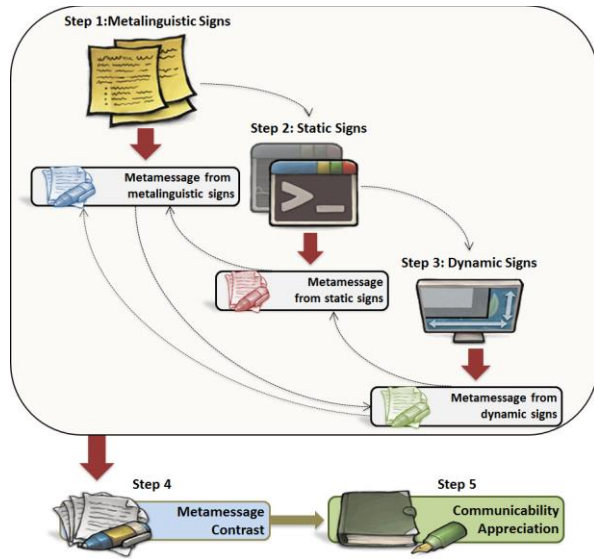 Step 1:Metalinguistic Signs
Step 2: Static Signs
Metamessage from
metalinguistic signs
>_
Step 3: Dynamic Signs
Metamessage
from static signs
Metamessage from
dynamic signs
Step 4
Metamessage
Contrast
Step 5
Communicability
Appreciation